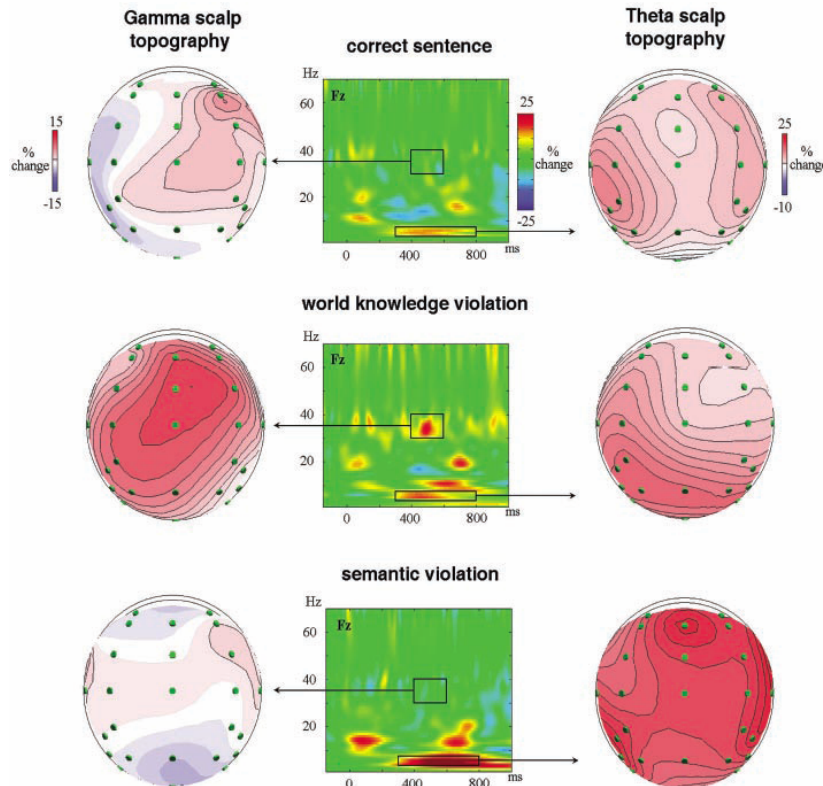 Gamma scalp
topography
correct sentence
Theta scalp
topography
Hz
60
40
20
Fz
15
%
change
-15
25
%
change
-25
25
%
change
-10
0
400
800
ms
world knowledge violation
Hz
60
40
20
Fz
0
400
800
ms
semantic violation
Hz
60
40
20
Fz
0
400
800
ms